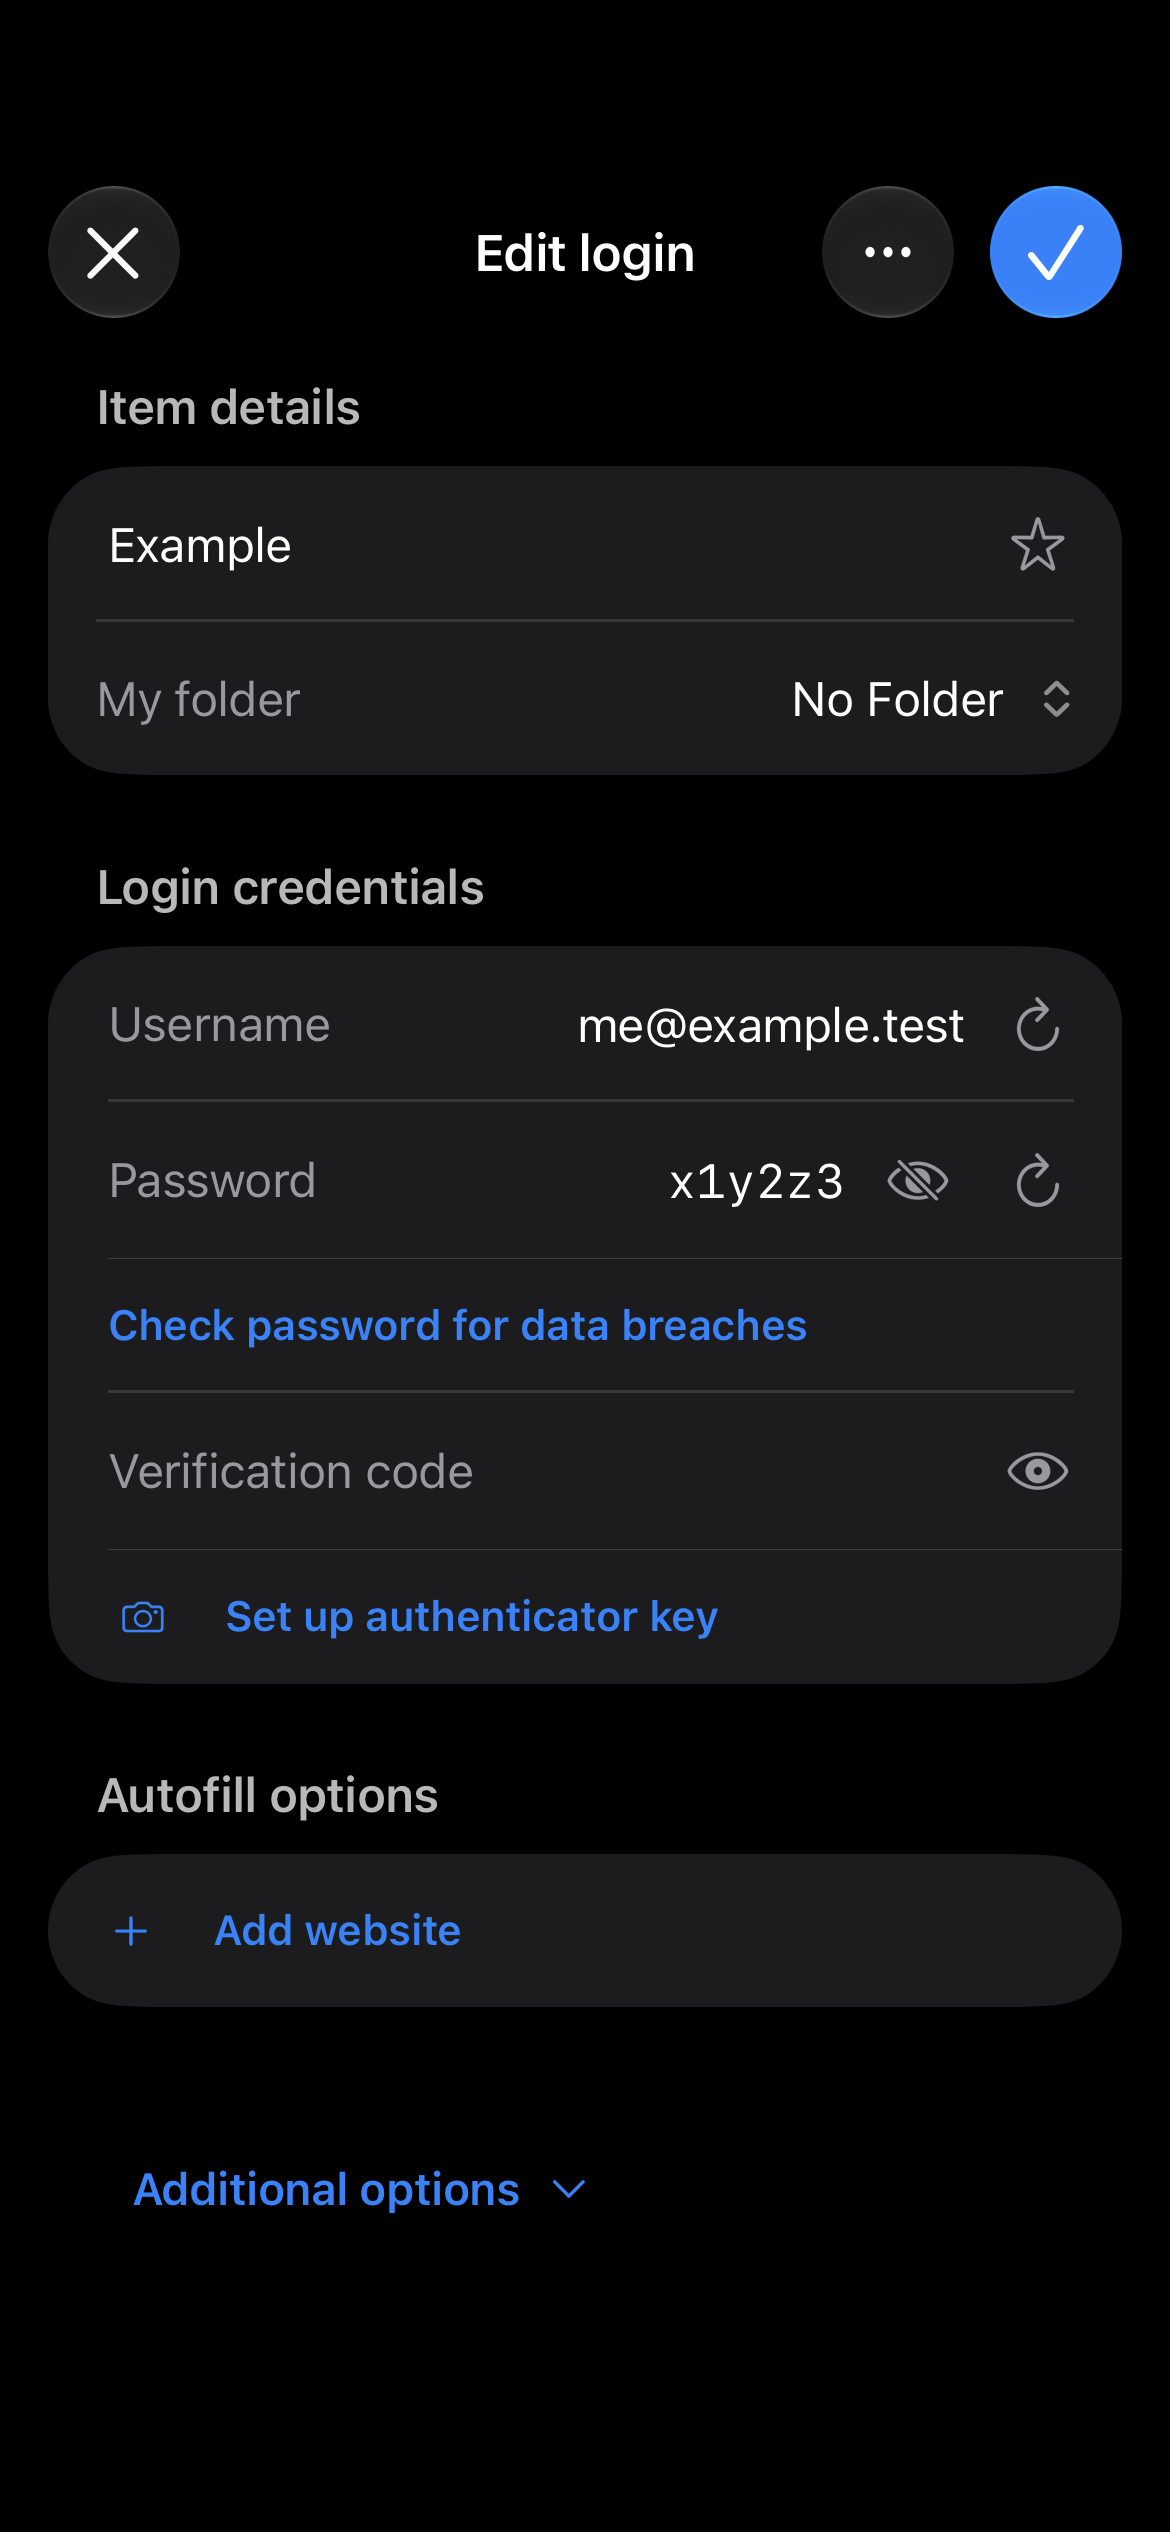 Edit login
Item details
Example
My folder No Folder
Login credentials
Username me@example.test
Password x1y2z3
Check password for data breaches
Verification code
Set up authenticator key
Autofill options
Add website
Additional options